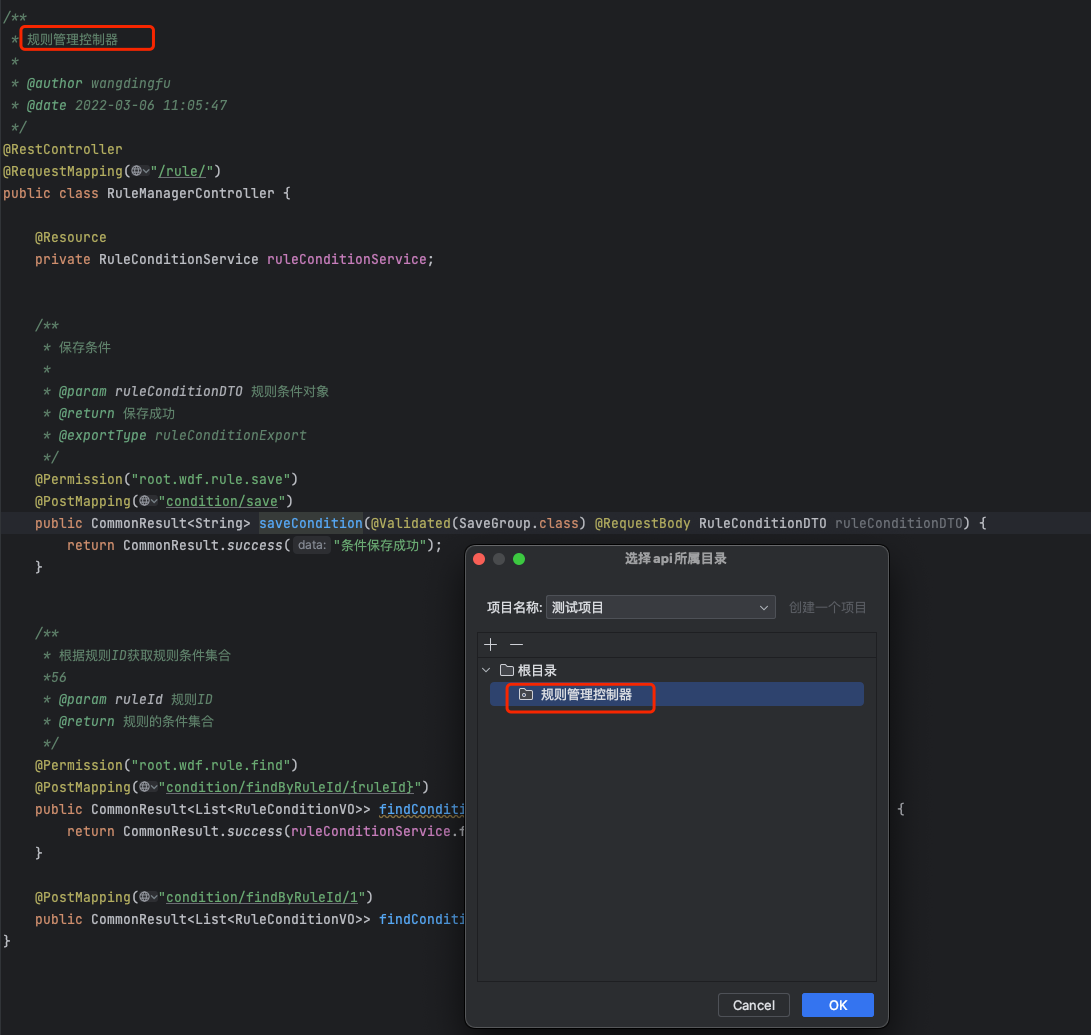 /**
* 规则管理控制器
*
* @author wangdingfu
* @date 2022-03-06 11:05:47
*/
@RestController
@RequestMapping("/rule/")
public class RuleManagerController {
@Resource
private RuleConditionService ruleConditionService;
/**
* 保存条件
*
* @param ruleConditionDTO 规则条件对象
* @return 保存成功
* @exportType ruleConditionExport
*/
@Permission("root.wdf.rule.save")
@PostMapping("condition/save")
public CommonResult<String> saveCondition(@Validated(SaveGroup.class) @RequestBody RuleConditionDTO ruleConditionDTO) {
return CommonResult.success( data: "条件保存成功");
}
/**
* 根据规则ID获取规则条件集合
*56
* @param ruleId 规则ID
* @return 规则的条件集合
*/
@Permission("root.wdf.rule.find")
@PostMapping("condition/findByRuleId/{ruleId}")
public CommonResult<List<RuleConditionVO>> findConditi {
return CommonResult.success(ruleConditionService.f
}
@PostMapping("condition/findByRuleId/1")
public CommonResult<List<RuleConditionVO>> findConditi
}
选择api所属目录
项目名称: 测试项目 创建一个项目
根目录
规则管理控制器
Cancel OK